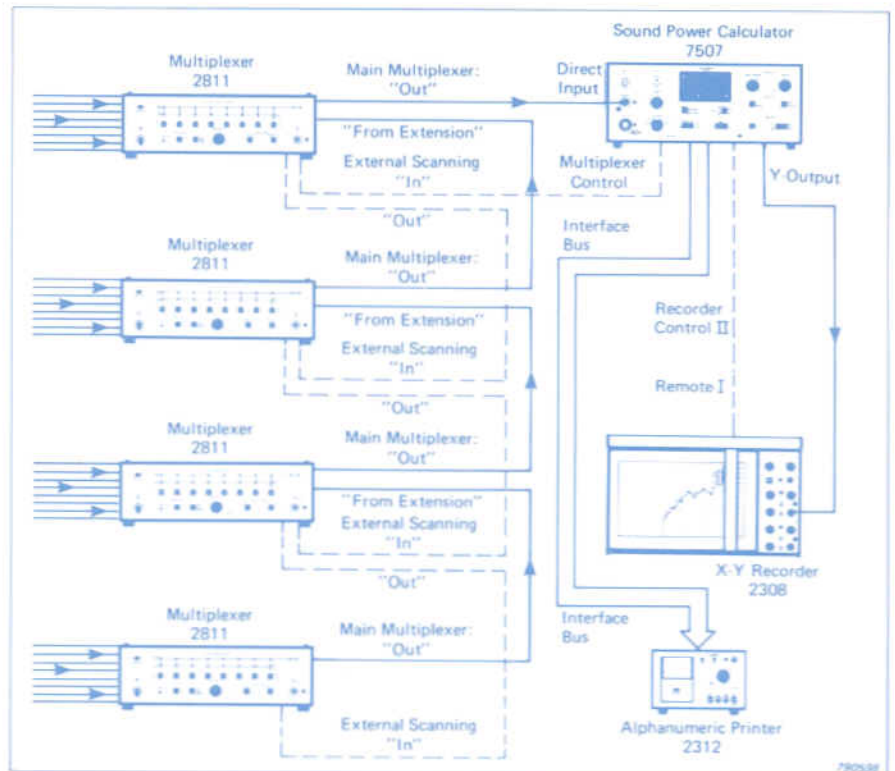 Sound Power Calculator
7507
Multiplexer
2811
Main Multiplexer:
"Out"
Direct
Input
"From Extension"
External Scanning
"In"
Multiplexer
Control
Y-Output
"Out"
Interface
Bus
Multiplexer
2811
Main Multiplexer:
"Out"
"From Extension"
External Scanning
"In"
Recorder
Control II
"Out"
Remote I
Multiplexer
2811
Main Multiplexer:
"Out"
"From Extension"
External Scanning
"In"
"Out"
X-Y Recorder
2308
Multiplexer
2811
Main Multiplexer:
"Out"
Interface
Bus
External Scanning
"In"
Alphanumeric Printer
2312
780598